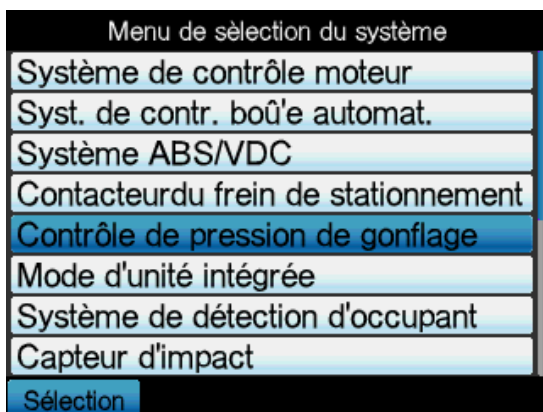 Menu de sèlection du système
Système de contrôle moteur
Syst. de contr. boû'e automat.
Système ABS/VDC
Contacteurdu frein de stationnement
Contrôle de pression de gonflage
Mode d'unité intégrée
Système de détection d'occupant
Capteur d'impact
Sélection